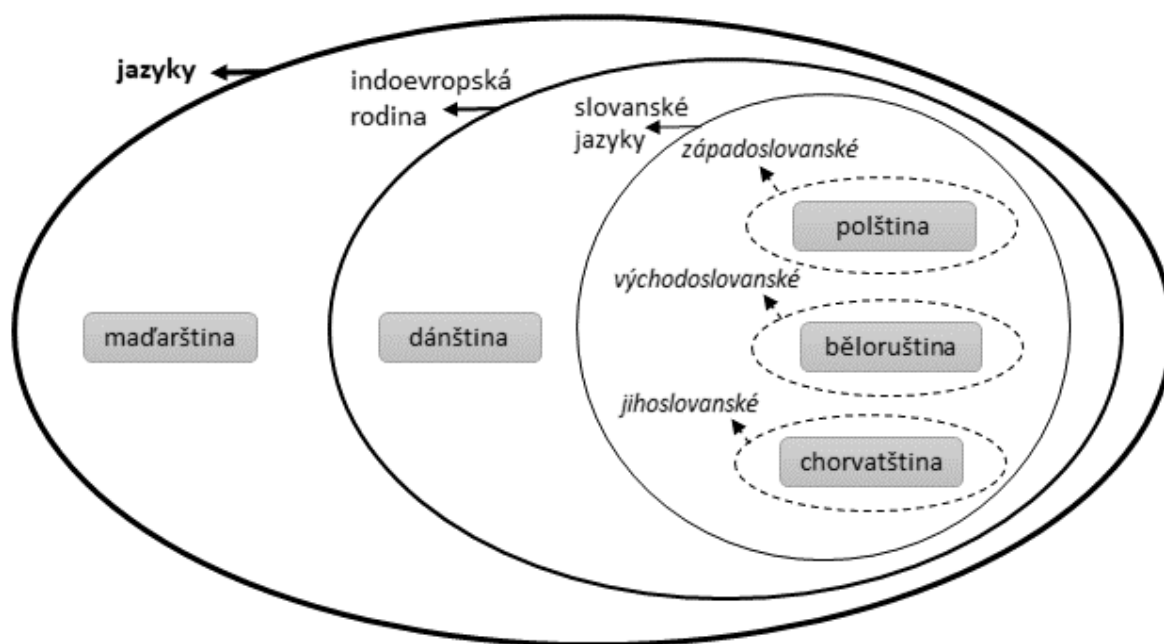 jazyky
indoevropská
rodina
slovanské
jazyky
západoslovanské
polština
východoslovanské
maďarština
dánština
běloruština
jihoslovanské
chorvatština